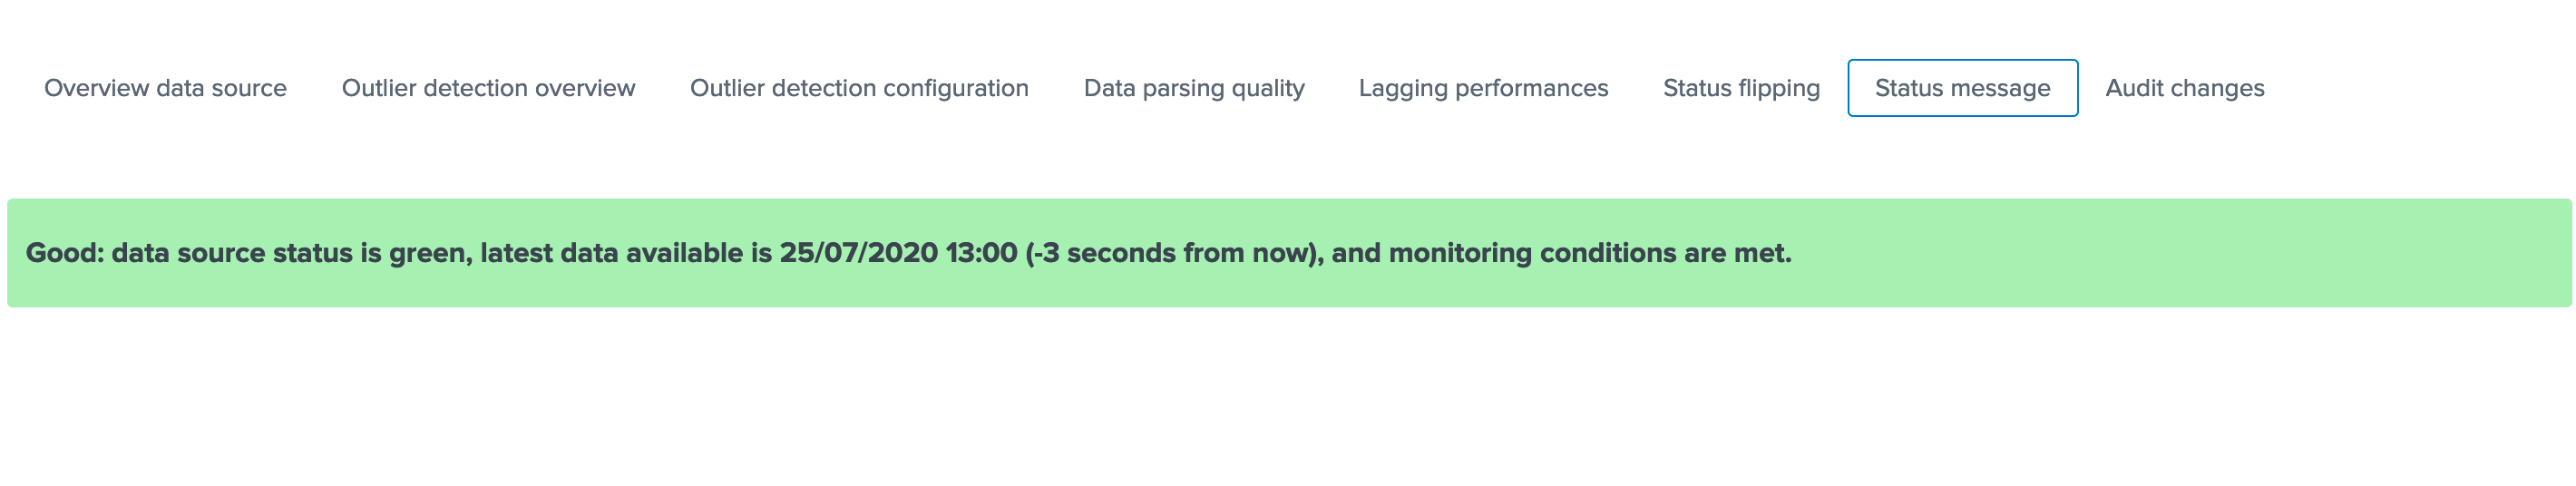 Overview data source Outlier detection overview Outlier detection configuration Data parsing quality Lagging performances Status flipping Status message Audit changes
Good: data source status is green, latest data available is 25/07/2020 13:00 (-3 seconds from now), and monitoring conditions are met.